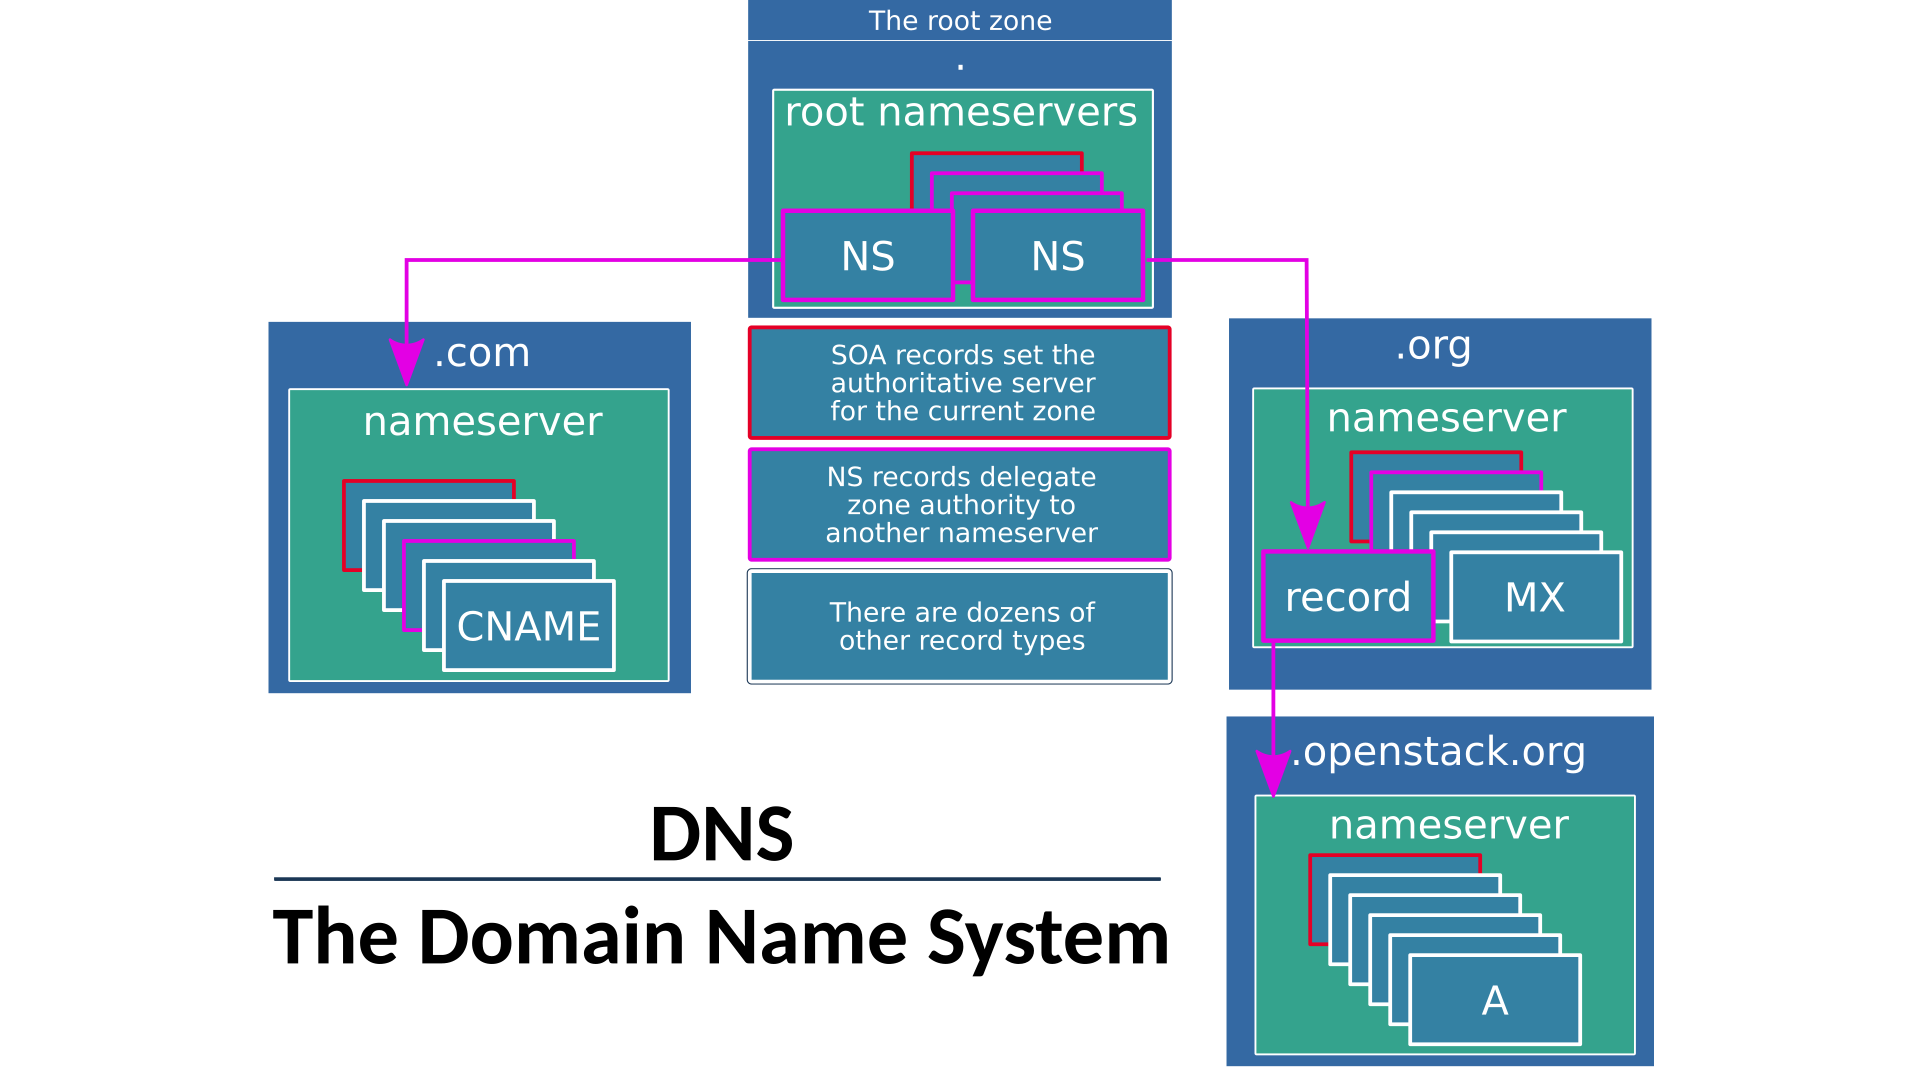 The root zone
.
root nameservers
NS
NS
.com
nameserver
CNAME
SOA records set the
authoritative server
for the current zone
NS records delegate
zone authority to
another nameserver
There are dozens of
other record types
.org
nameserver
record
MX
.openstack.org
nameserver
A
DNS
The Domain Name System